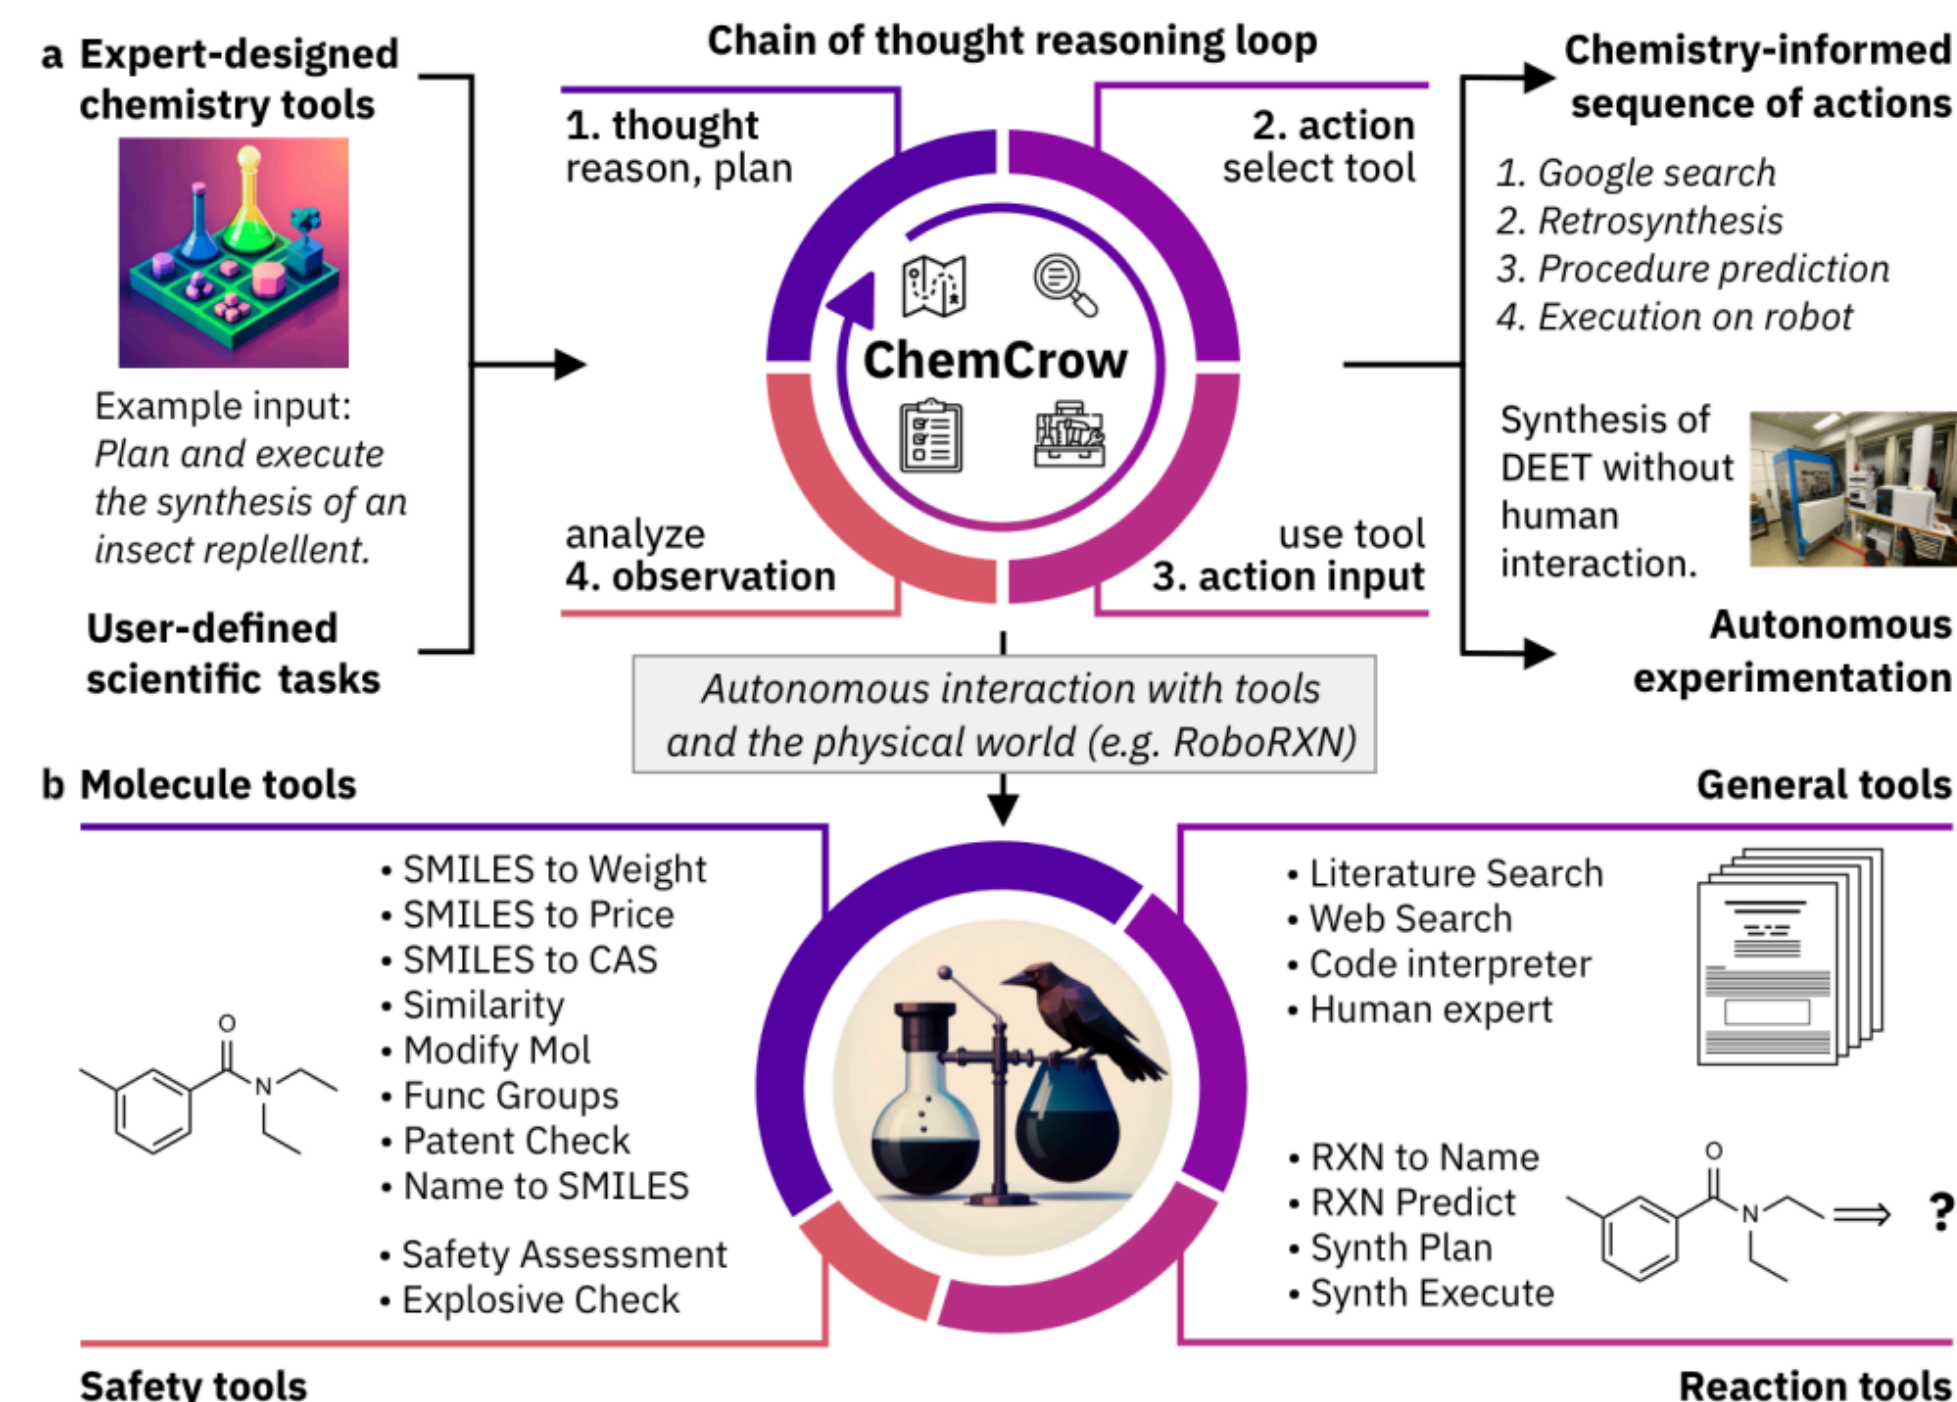 a Expert-designed
chemistry tools
Example input:
Plan and execute
the synthesis of an
insect replellent.
User-defined
scientific tasks
Chain of thought reasoning loop
1. thought
reason, plan
2. action
select tool
ChemCrow
analyze
4. observation
use tool
3. action input
Chemistry-informed
sequence of actions
1. Google search
2. Retrosynthesis
3. Procedure prediction
4. Execution on robot
Synthesis of
DEET without
human
interaction.
Autonomous
experimentation
Autonomous interaction with tools
and the physical world (e.g. RoboRXN)
b Molecule tools
• SMILES to Weight
• SMILES to Price
• SMILES to CAS
• Similarity
• Modify Mol
• Func Groups
• Patent Check
• Name to SMILES
O
N
• Safety Assessment
• Explosive Check
Safety tools
General tools
• Literature Search
• Web Search
• Code interpreter
• Human expert
• RXN to Name
• RXN Predict
• Synth Plan
• Synth Execute
O
N
?
Reaction tools